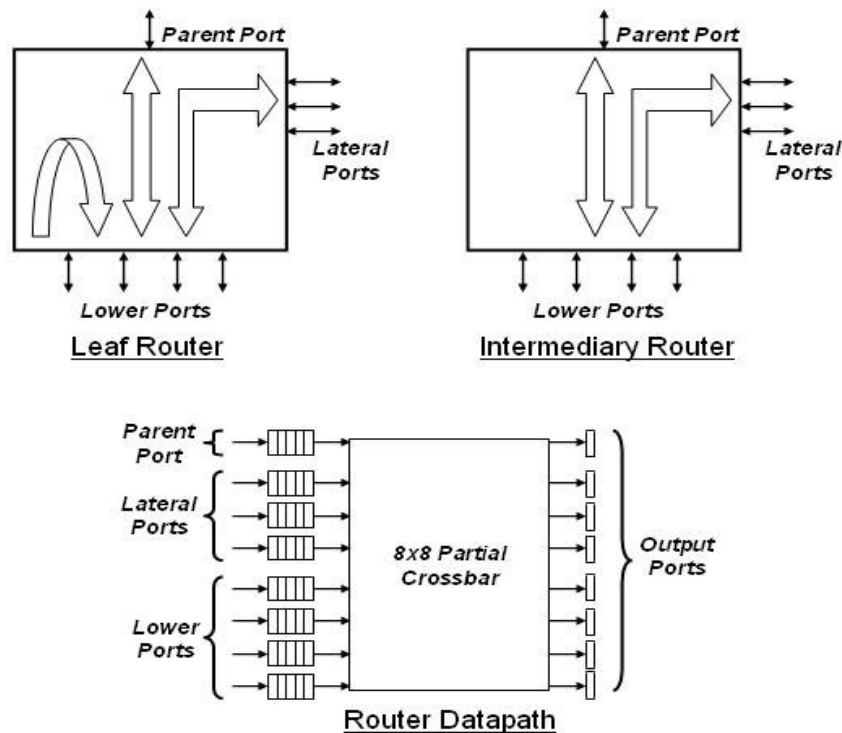 Parent Port
Lateral
Ports
Lower Ports
Leaf Router
Parent Port
Lateral
Ports
Lower Ports
Intermediary Router
Parent
Port
Lateral
Ports
Lower
Ports
8x8 Partial
Crossbar
Output
Ports
Router Datapath